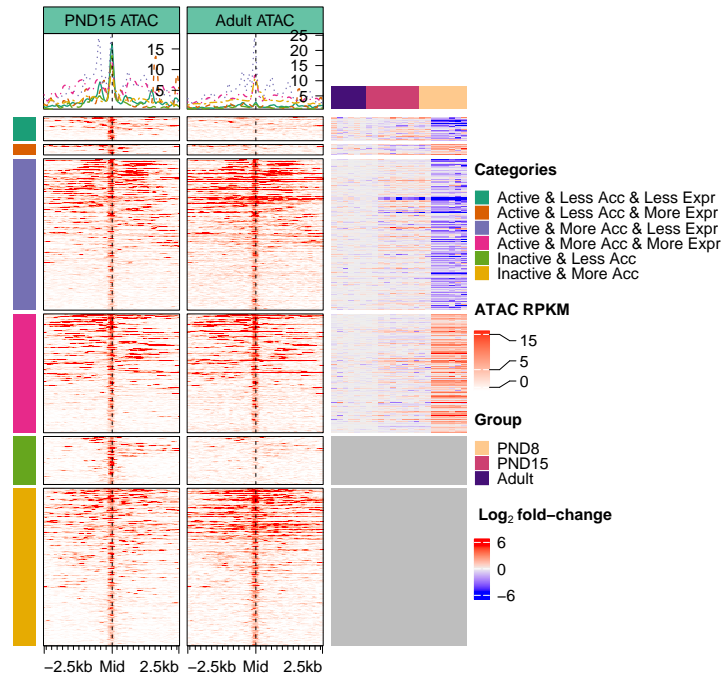 PND15 ATAC
Adult ATAC
15
10
5
25
20
15
10
5
Categories
Active & Less Acc & Less Expr
Active & Less Acc & More Expr
Active & More Acc & Less Expr
Active & More Acc & More Expr
Inactive & Less Acc
Inactive & More Acc
ATAC RPKM
15
5
0
Group
PND8
PND15
Adult
Log₂ fold−change
6
0
−6
−2.5kb Mid 2.5kb
−2.5kb Mid 2.5kb